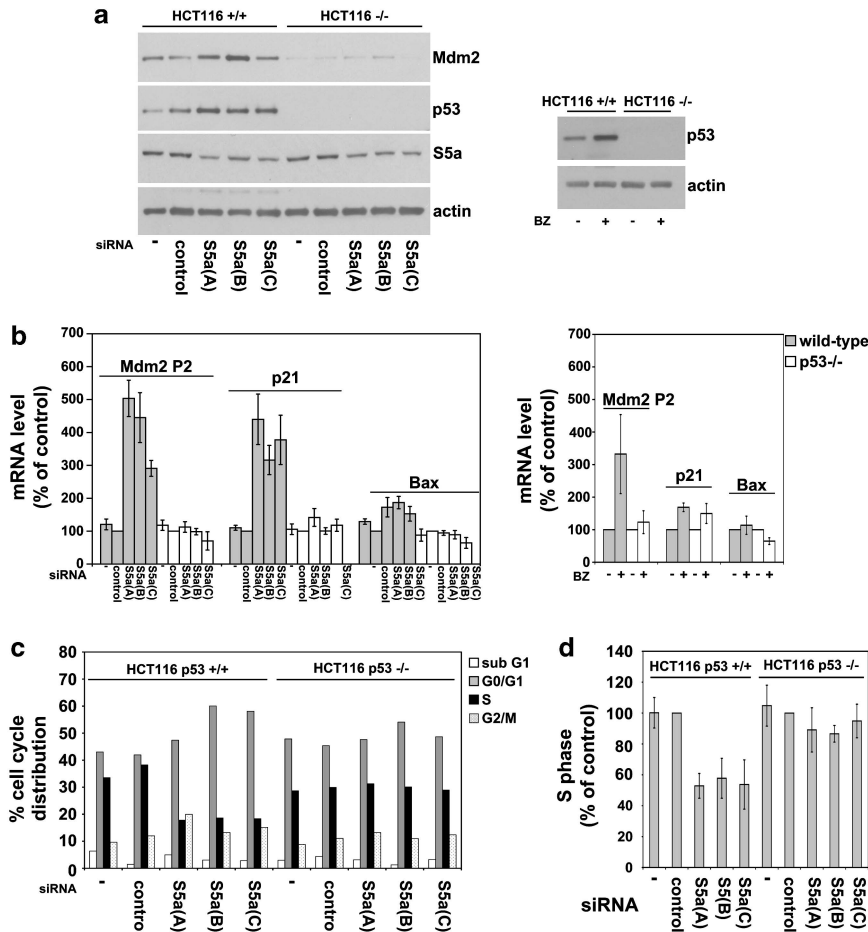 a
HCT116 +/+ HCT116 -/-
Mdm2
p53
S5a
actin
siRNA - control S5a(A) S5a(B) S5a(C) - control S5a(A) S5a(B) S5a(C)
HCT116 +/+ HCT116 -/-
p53
actin
BZ - + - +
b
mRNA level
(% of control)
700
600
500
400
300
200
100
0
Mdm2 P2
p21
Bax
siRNA - control S5a(A) S5a(B) S5a(C) - control S5a(A) S5a(B) S5a(C) - control S5a(A) S5a(B) S5a(C) - control S5a(A) S5a(B) S5a(C) - control S5a(A) S5a(B) S5a(C) - control S5a(A) S5a(B) S5a(C)
mRNA level
(% of control)
700
600
500
400
300
200
100
0
wild-type
p53-/-
Mdm2 P2
p21
Bax
BZ - + - + - + - + - + - +
c
% cell cycle
distribution
80
70
60
50
40
30
20
10
0
HCT116 p53 +/+ HCT116 p53 -/-
sub G1
G0/G1
S
G2/M
siRNA - contro S5a(A) S5a(B) S5a(C) - control S5a(A) S5a(B) S5a(C)
d
S phase
(% of control)
140
120
100
80
60
40
20
0
HCT116 p53 +/+ HCT116 p53 -/-
siRNA - control S5a(A) S5(B) S5a(C) - control S5a(A) S5a(B) S5a(C)